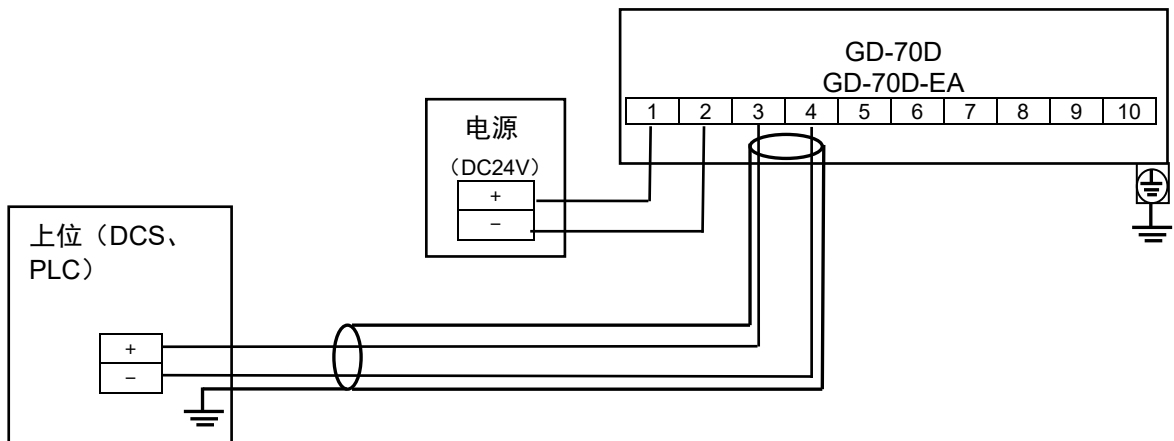 GD-70D
GD-70D-EA
1 2 3 4 5 6 7 8 9 10
电源
（DC24V）
+
−
上位（DCS、
PLC）
+
−